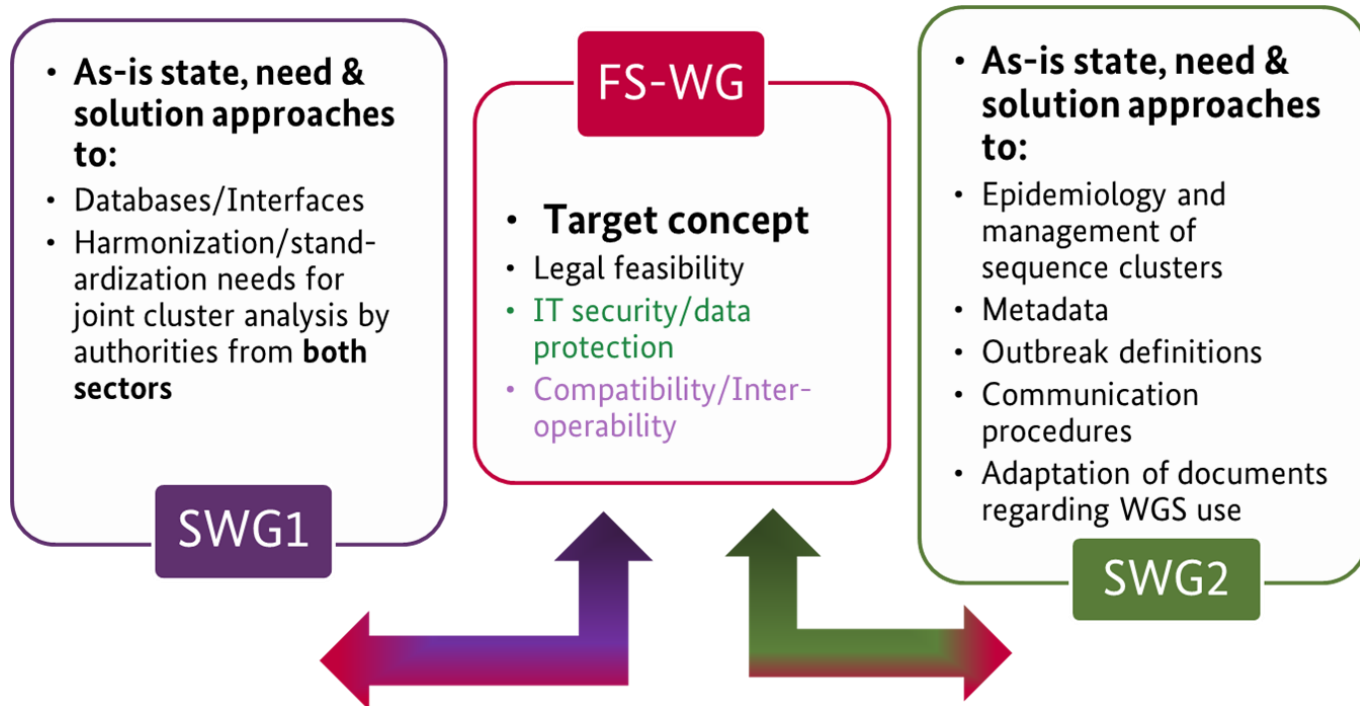 • As-is state, need &
solution approaches
to:
• Databases/Interfaces
• Harmonization/stand-
ardization needs for
joint cluster analysis by
authorities from both
sectors
SWG1
FS-WG
• Target concept
• Legal feasibility
• IT security/data
protection
• Compatibility/Inter-
operability
• As-is state, need &
solution approaches
to:
• Epidemiology and
management of
sequence clusters
• Metadata
• Outbreak definitions
• Communication
procedures
• Adaptation of documents
regarding WGS use
SWG2